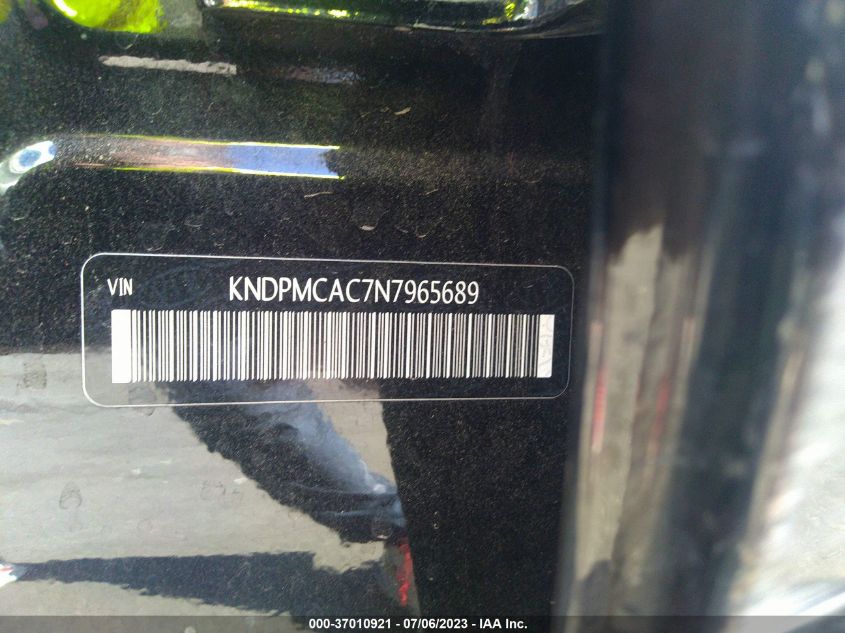 VIN KNDPMCAC7N7965689
000-37010921 - 07/06/2023 - IAA Inc.